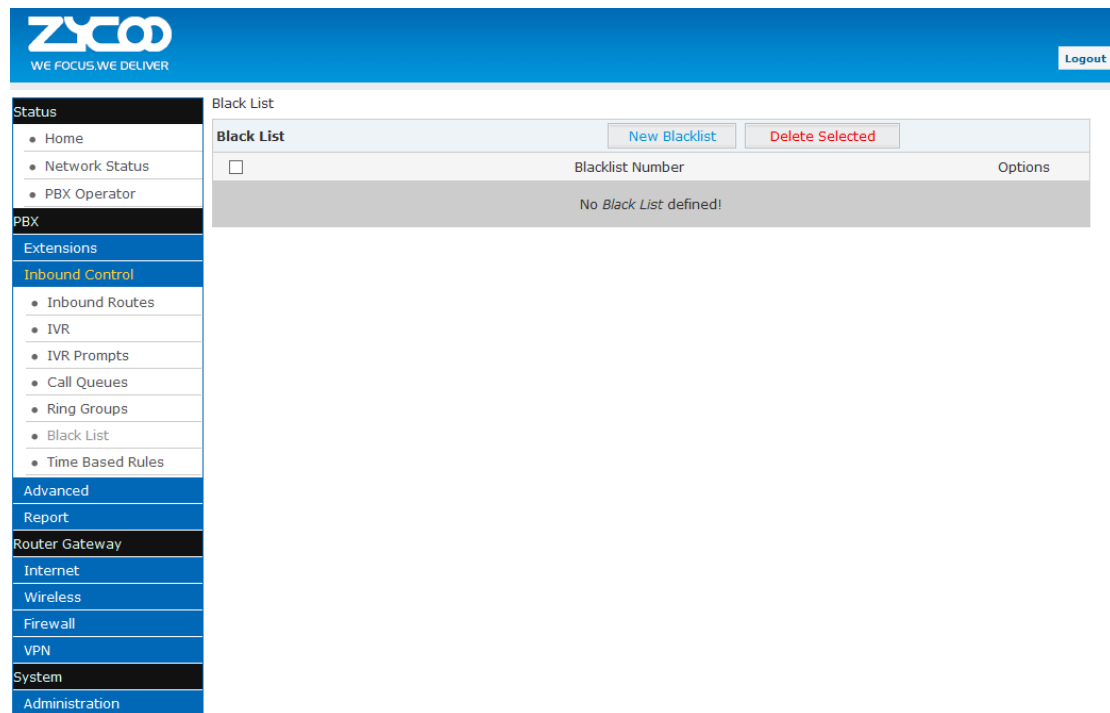 ZYCOO
WE FOCUS.WE DELIVER
Logout
Status
Home
Network Status
PBX Operator
PBX
Extensions
Inbound Control
Inbound Routes
IVR
IVR Prompts
Call Queues
Ring Groups
Black List
Time Based Rules
Advanced
Report
Router Gateway
Internet
Wireless
Firewall
VPN
System
Administration
Black List
Black List New Blacklist Delete Selected
Blacklist Number Options
No Black List defined!